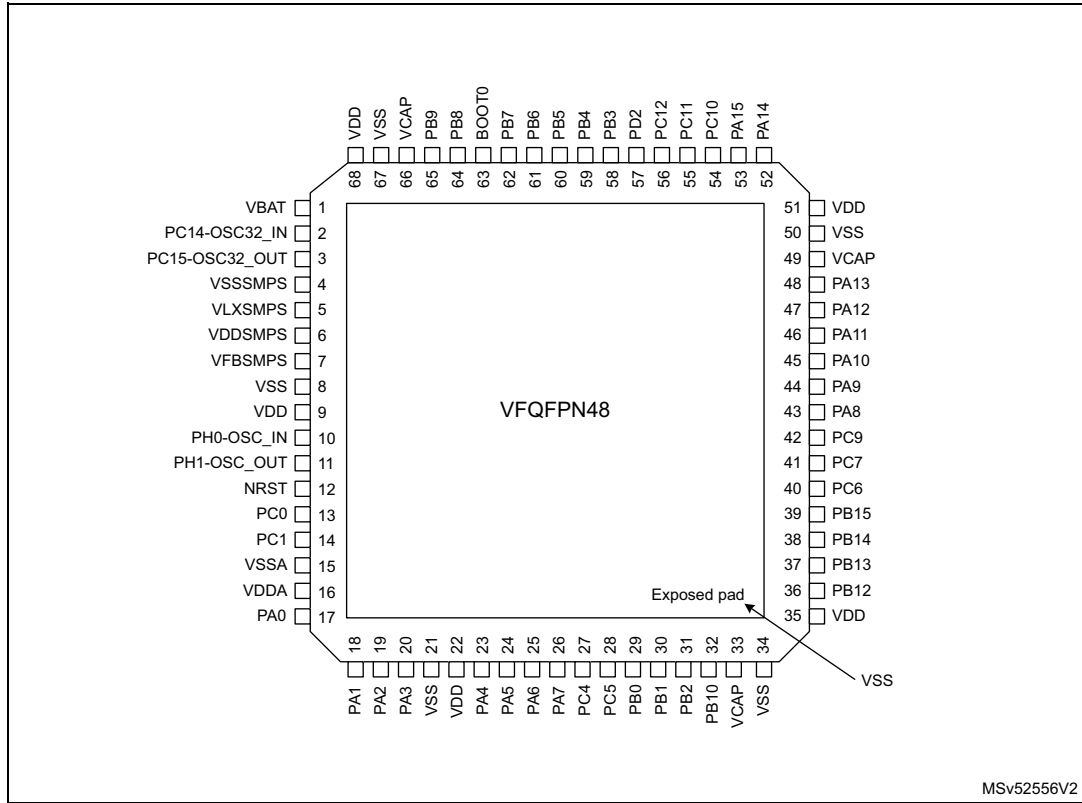 VDD
VSS
VCAP
PB9
PB8
BOOT0
PB7
PB6
PB5
PB4
PB3
PD2
PC12
PC11
PC10
PA15
PA14
68
67
66
65
64
63
62
61
60
59
58
57
56
55
54
53
52
VBAT 1
PC14-OSC32_IN 2
PC15-OSC32_OUT 3
VSSSMPS 4
VLXSMPS 5
VDDSMPS 6
VFBSMPS 7
VSS 8
VDD 9
PH0-OSC_IN 10
PH1-OSC_OUT 11
NRST 12
PC0 13
PC1 14
VSSA 15
VDDA 16
PA0 17
VFQFPN48
51 VDD
50 VSS
49 VCAP
48 PA13
47 PA12
46 PA11
45 PA10
44 PA9
43 PA8
42 PC9
41 PC7
40 PC6
39 PB15
38 PB14
37 PB13
36 PB12
35 VDD
Exposed pad
VSS
18
19
20
21
22
23
24
25
26
27
28
29
30
31
32
33
34
PA1
PA2
PA3
VSS
VDD
PA4
PA5
PA6
PA7
PC4
PC5
PB0
PB1
PB2
PB10
VCAP
VSS
MSv52556V2